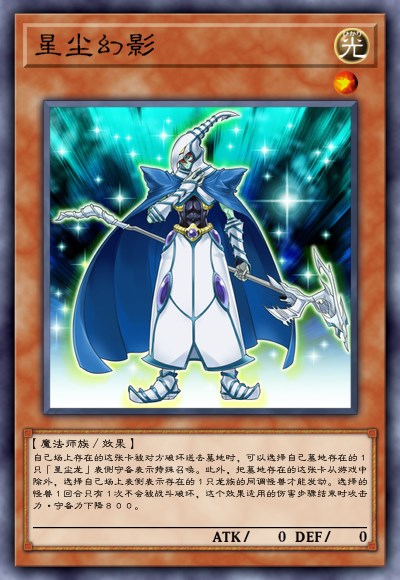 星尘幻影
光
【魔法师族／效果】
自己场上存在的这张卡被对方破坏送去墓地时，可以选择自己墓地存在的1
只「星尘龙」表侧守备表示特殊召唤。此外，把墓地存在的这张卡从游戏中
除外，选择自己场上表侧表示存在的1只龙族的同调怪兽才能发动。选择的
怪兽1回合只有1次不会被战斗破坏，这个效果适用的伤害步骤结束时攻击
力·守备力下降800。
ATK/ 0 DEF/ 0